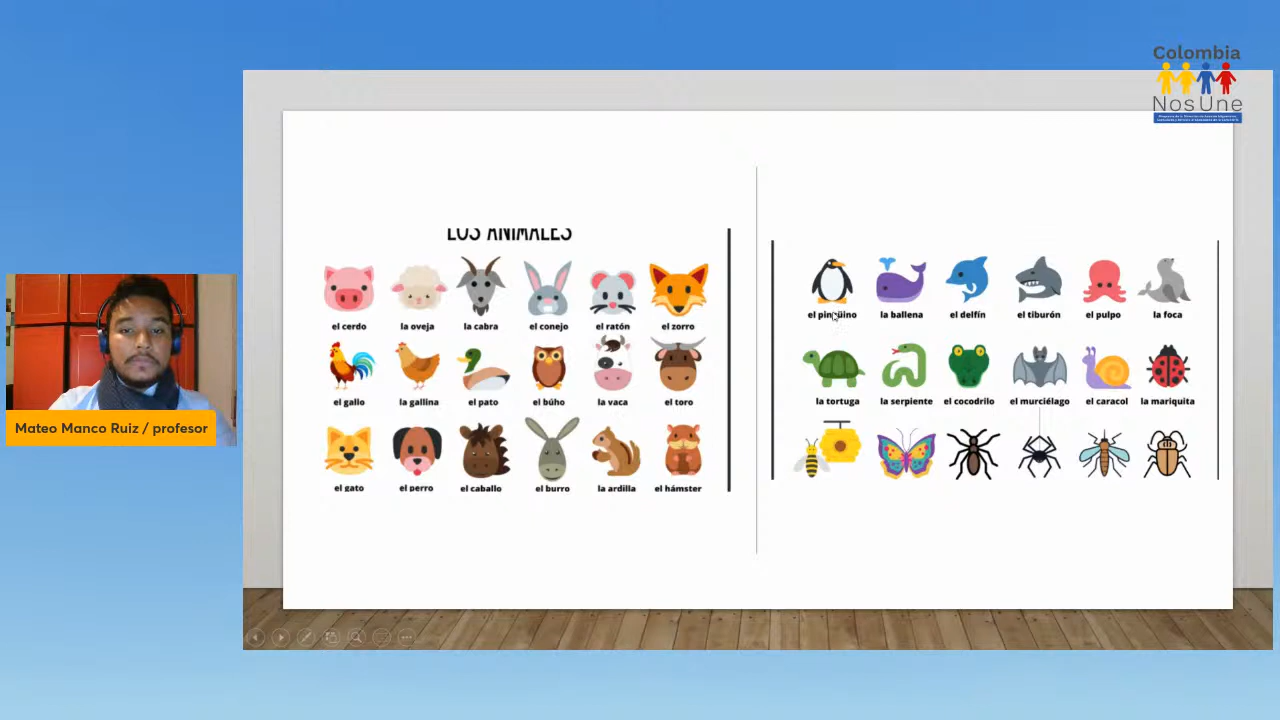 Colombia
NosUne
LOS ANIMALES
el cerdo la oveja la cabra el conejo el ratón el zorro
el gallo la gallina el pato el búho la vaca el toro
el gato el perro el caballo el burro la ardilla el hámster
el pingüino la ballena el delfín el tiburón el pulpo la foca
la tortuga la serpiente el cocodrilo el murciélago el caracol la mariquita
Mateo Manco Ruiz / profesor